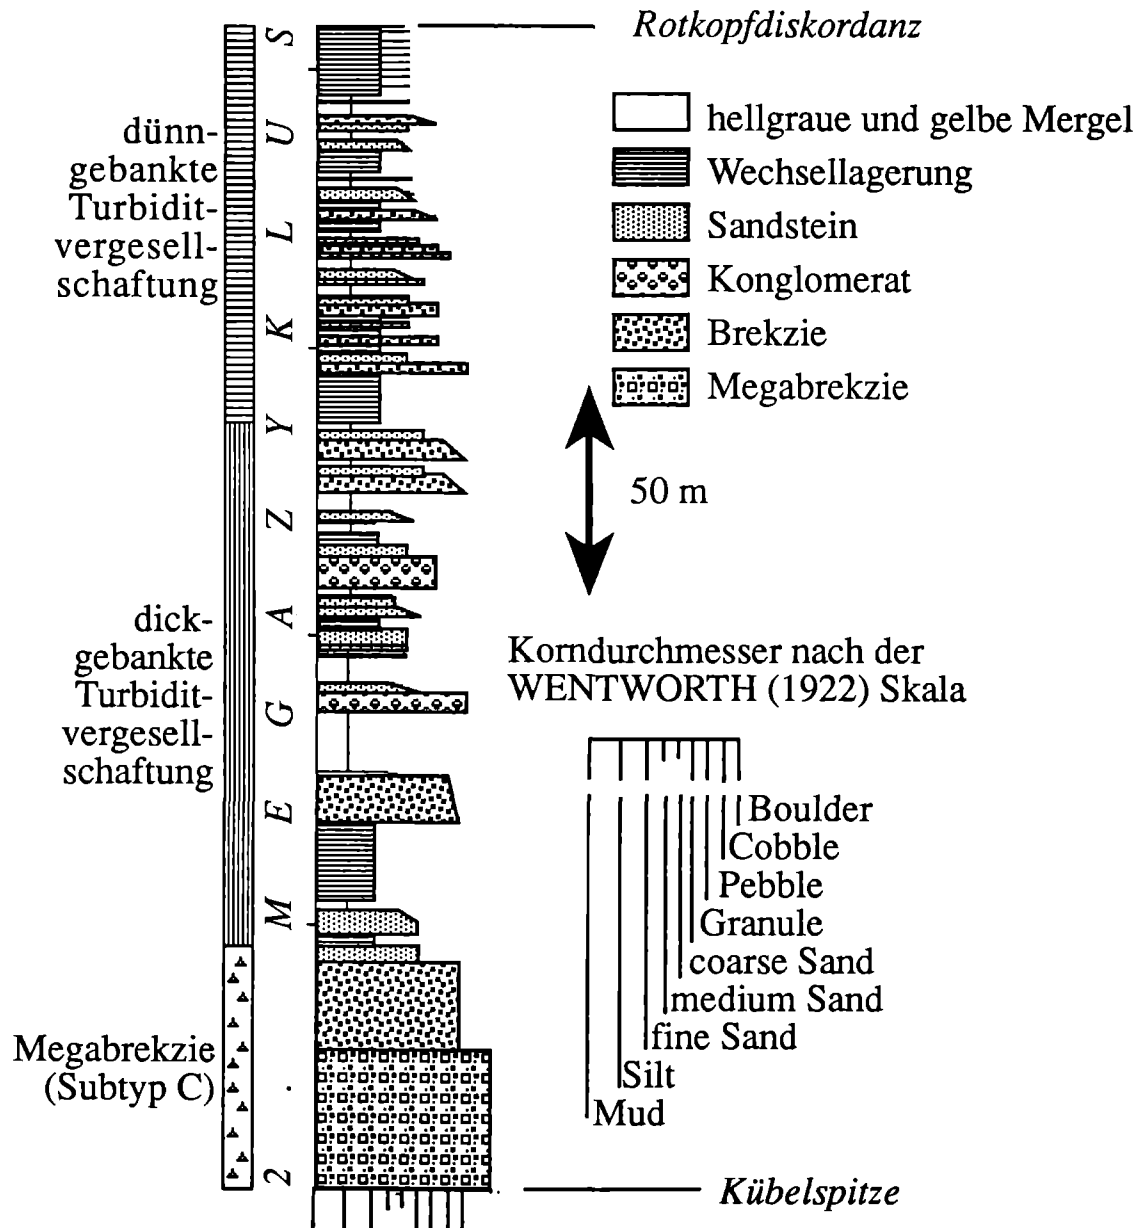 Rotkopfdiskordanz
dünn-
gebankte
Turbidit-
vergesell-
schaftung
dick-
gebankte
Turbidit-
vergesell-
schaftung
Megabrekzie
(Subtyp C)
2. MEGAZYKLUS
hellgraue und gelbe Mergel
Wechsellagerung
Sandstein
Konglomerat
Brekzie
Megabrekzie
50 m
Korndurchmesser nach der
WENTWORTH (1922) Skala
Boulder
Cobble
Pebble
Granule
coarse Sand
medium Sand
fine Sand
Silt
Mud
Kübelspitze